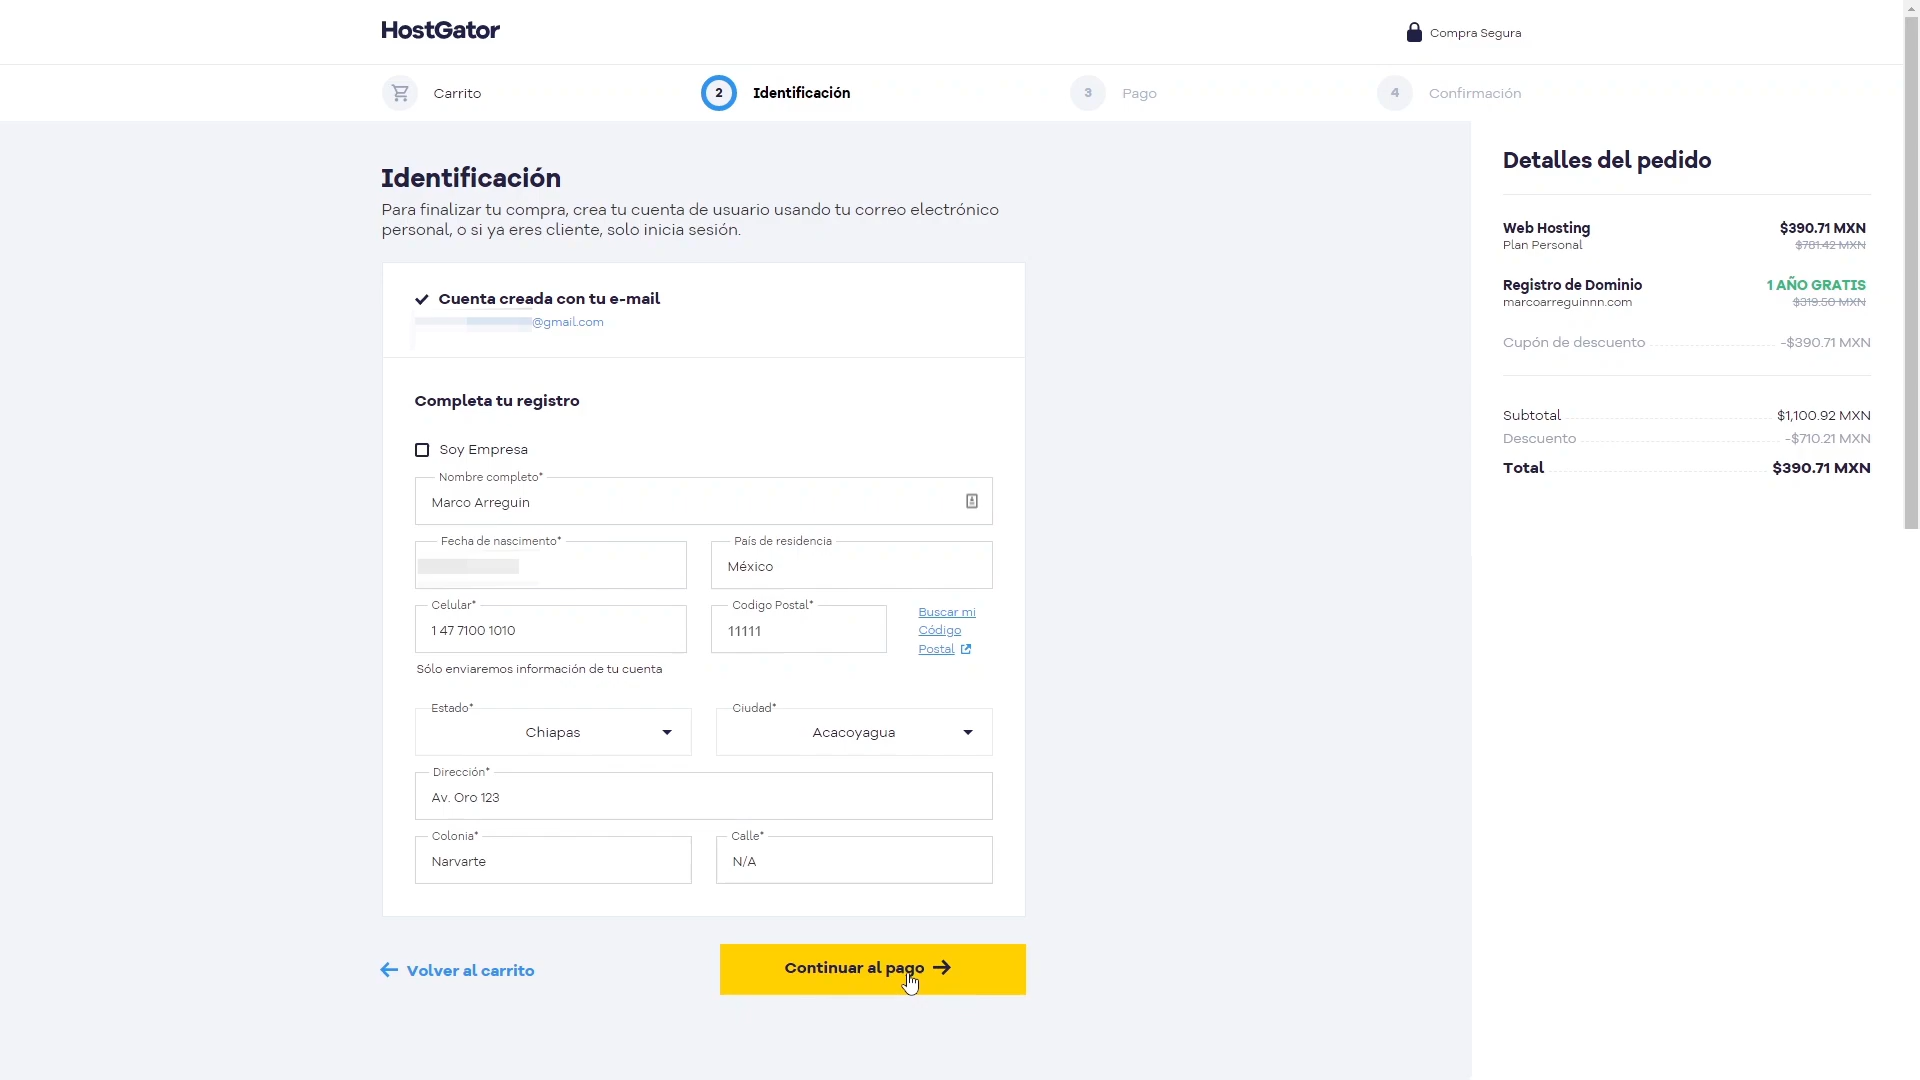 HostGator
Compra Segura
Carrito
2
Identificación
3
Pago
4
Confirmación
Identificación
Para finalizar tu compra, crea tu cuenta de usuario usando tu correo electrónico
personal, o si ya eres cliente, solo inicia sesión.
Cuenta creada con tu e-mail
@gmail.com
Completa tu registro
Soy Empresa
Nombre completo*
Marco Arreguin
Fecha de nascimento*
País de residencia
México
Celular*
1 47 7100 1010
Codigo Postal*
11111
Buscar mi
Código
Postal
Sólo enviaremos información de tu cuenta
Estado*
Chiapas
Ciudad*
Acacoyagua
Dirección*
Av. Oro 123
Colonia*
Narvarte
Calle*
N/A
Volver al carrito
Continuar al pago
Detalles del pedido
Web Hosting $390.71 MXN
Plan Personal $781.42 MXN
Registro de Dominio 1 AÑO GRATIS
marcoarreguinnn.com $319.50 MXN
Cupón de descuento -$390.71 MXN
Subtotal $1,100.92 MXN
Descuento -$710.21 MXN
Total $390.71 MXN